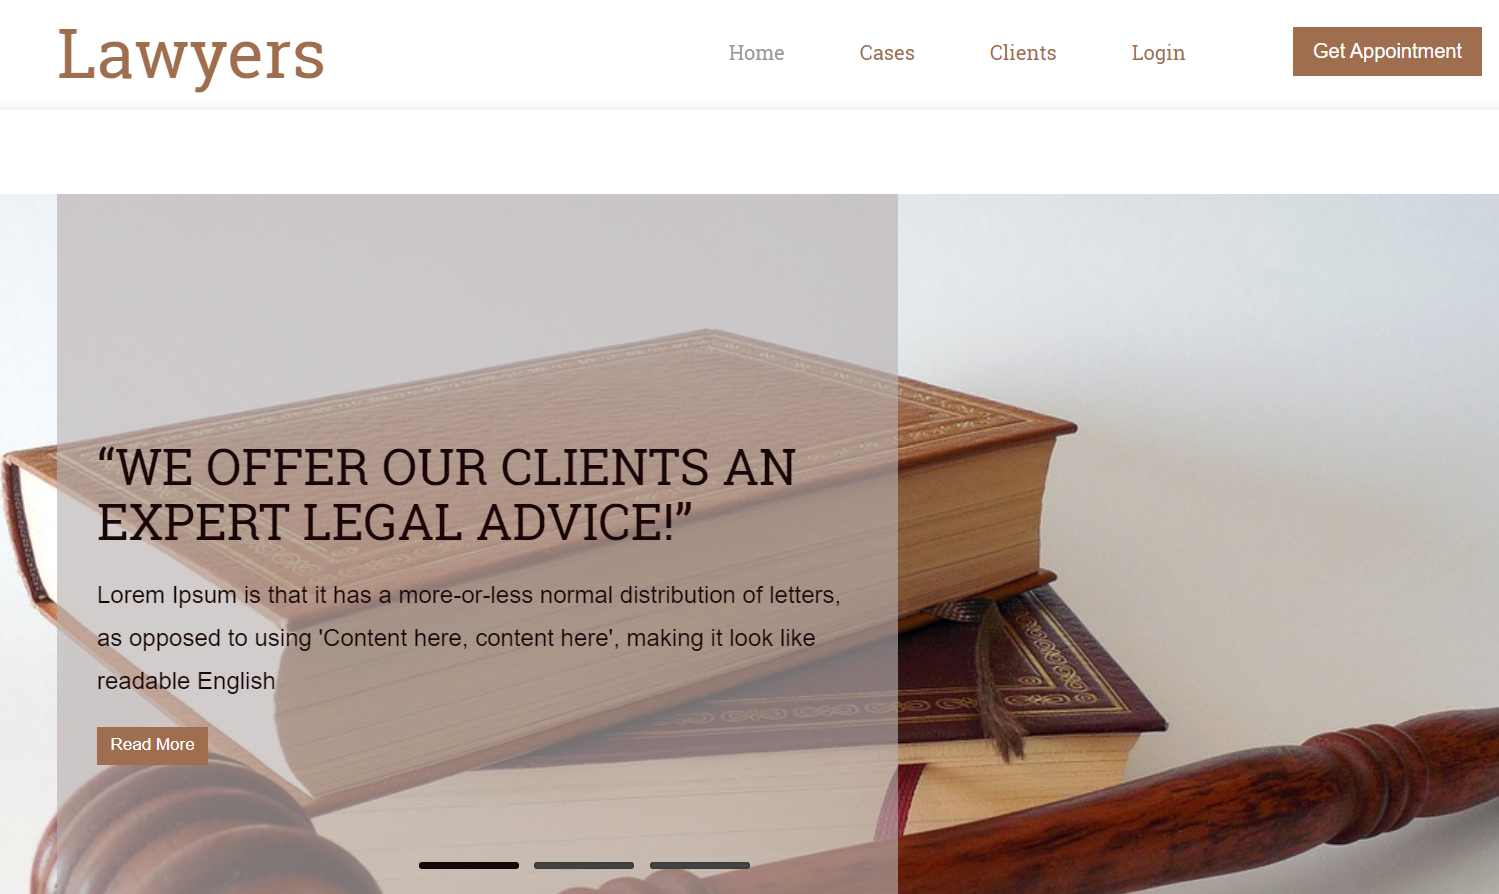 Lawyers
Home
Cases
Clients
Login
Get Appointment
“WE OFFER OUR CLIENTS AN
EXPERT LEGAL ADVICE!”
Lorem Ipsum is that it has a more-or-less normal distribution of letters,
as opposed to using 'Content here, content here', making it look like
readable English
Read More